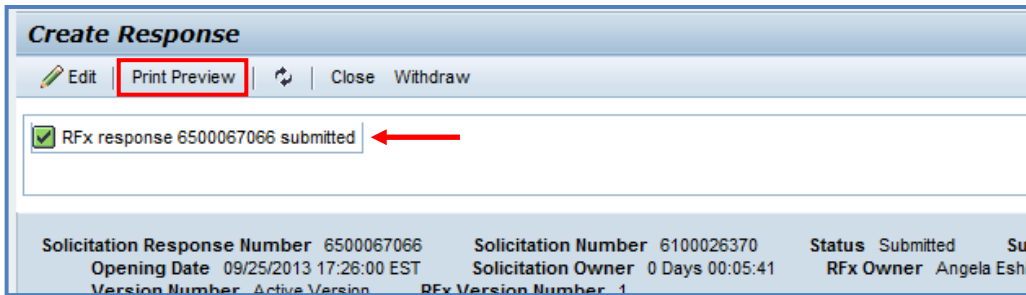 Create Response
Edit Print Preview Close Withdraw
RFx response 6500067066 submitted
Solicitation Response Number 6500067066 Solicitation Number 6100026370 Status Submitted
Opening Date 09/25/2013 17:26:00 EST Solicitation Owner 0 Days 00:05:41 RFx Owner Angela
Version Number Active Version RFx Version Number 1